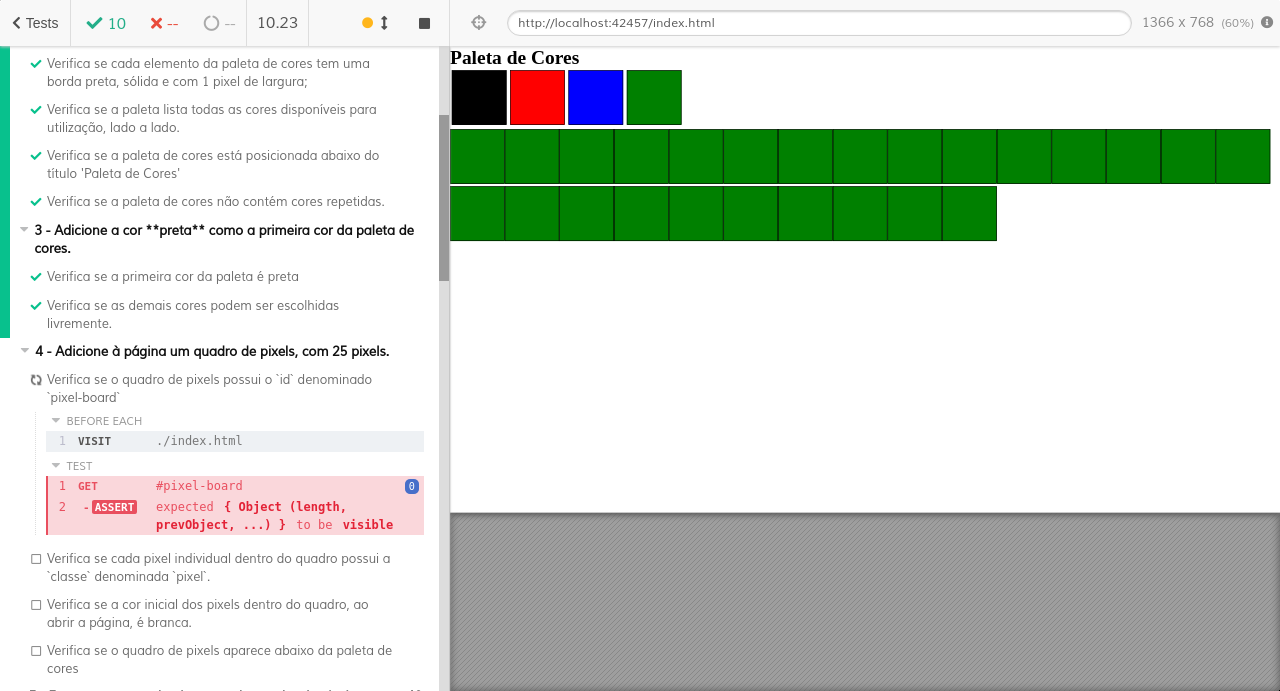 Tests
10
--
--
10.23
http://localhost:42457/index.html
1366 x 768 (60%)
Verifica se cada elemento da paleta de cores tem uma
borda preta, sólida e com 1 pixel de largura;
Verifica se a paleta lista todas as cores disponíveis para
utilização, lado a lado.
Verifica se a paleta de cores está posicionada abaixo do
título 'Paleta de Cores'
Verifica se a paleta de cores não contém cores repetidas.
3 - Adicione a cor **preta** como a primeira cor da paleta de
cores.
Verifica se a primeira cor da paleta é preta
Verifica se as demais cores podem ser escolhidas
livremente.
4 - Adicione à página um quadro de pixels, com 25 pixels.
Verifica se o quadro de pixels possui o `id` denominado
`pixel-board`
BEFORE EACH
1 VISIT ./index.html
TEST
1 GET #pixel-board 0
2 - ASSERT expected { Object (length,
prevObject, ...) } to be visible
Verifica se cada pixel individual dentro do quadro possui a
`classe` denominada `pixel`.
Verifica se a cor inicial dos pixels dentro do quadro, ao
abrir a página, é branca.
Verifica se o quadro de pixels aparece abaixo da paleta de
cores
Paleta de Cores